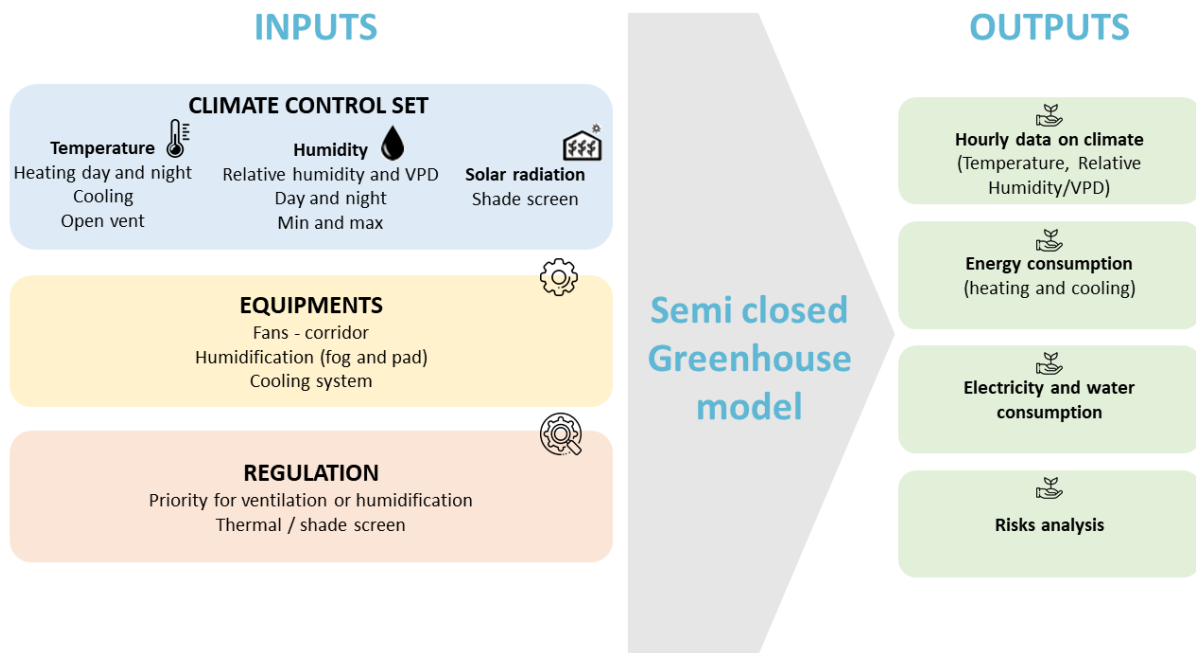 INPUTS
CLIMATE CONTROL SET
Temperature
Heating day and night
Cooling
Open vent
Humidity
Relative humidity and VPD
Day and night
Min and max
Solar radiation
Shade screen
EQUIPMENTS
Fans - corridor
Humidification (fog and pad)
Cooling system
REGULATION
Priority for ventilation or humidification
Thermal / shade screen
Semi closed
Greenhouse
model
OUTPUTS
Hourly data on climate
(Temperature, Relative
Humidity/VPD)
Energy consumption
(heating and cooling)
Electricity and water
consumption
Risks analysis